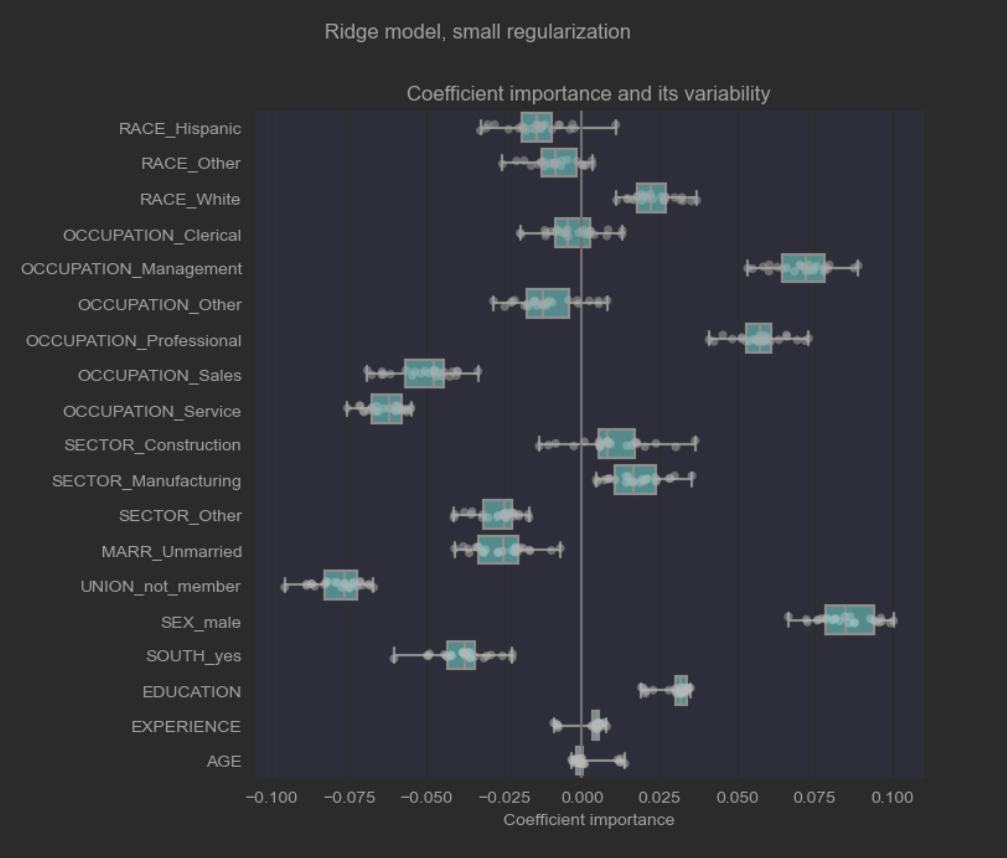 Ridge model, small regularization
Coefficient importance and its variability
RACE_Hispanic
RACE_Other
RACE_White
OCCUPATION_Clerical
OCCUPATION_Management
OCCUPATION_Other
OCCUPATION_Professional
OCCUPATION_Sales
OCCUPATION_Service
SECTOR_Construction
SECTOR_Manufacturing
SECTOR_Other
MARR_Unmarried
UNION_not_member
SEX_male
SOUTH_yes
EDUCATION
EXPERIENCE
AGE
−0.100 −0.075 −0.050 −0.025 0.000 0.025 0.050 0.075 0.100
Coefficient importance